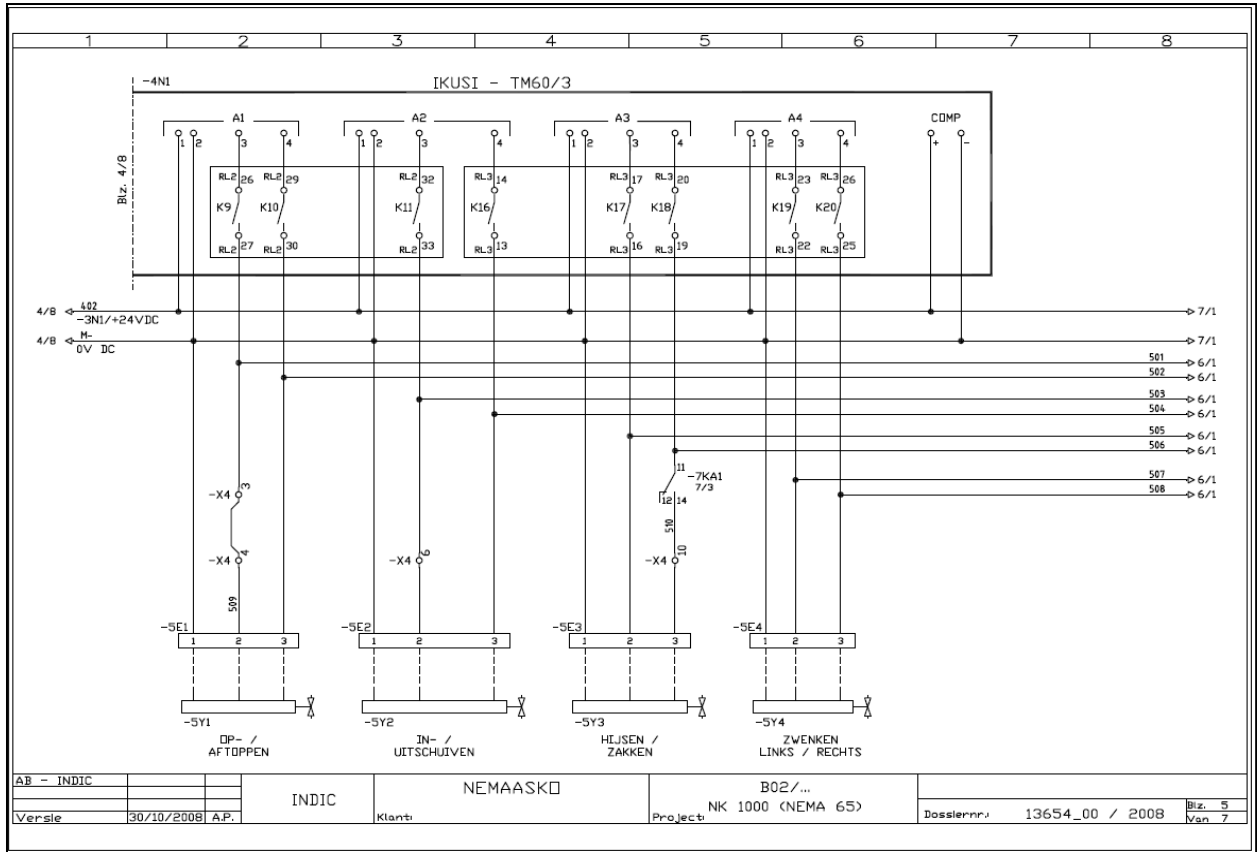 1 2 3 4 5 6 7 8
-4N1
IKUSI - TM60/3
A1 A2 A3 A4 COMP
1 2 3 4 1 2 3 4 1 2 3 4 1 2 3 4 + -
Blz. 4/8
RL2 26 RL2 29 RL2 32 RL3 14 RL3 17 RL3 20 RL3 23 RL3 26
K9 K10 K11 K16 K17 K18 K19 K20
RL2 27 RL2 30 RL2 33 RL3 13 RL3 16 RL3 19 RL3 22 RL3 25
4/8 402 7/1
-3N1/+24VDC
4/8 M- 7/1
0V DC
501 6/1
502 6/1
503 6/1
504 6/1
505 6/1
506 6/1
11
-7KA1
7/3
12 14
507 6/1
508 6/1
-X4 3
510
-X4 4 -X4 6 -X4 10
509
-5E1 -5E2 -5E3 -5E4
1 2 3 1 2 3 1 2 3 1 2 3
-5Y1 -5Y2 -5Y3 -5Y4
OP- / IN- / HIJSEN / ZWENKEN
AFTOPPEN UITSCHUIVEN ZAKKEN LINKS / RECHTS
AB - INDIC
INDIC
NEMAASKO
B02/...
NK 1000 (NEMA 65)
Versie 30/10/2008 A.P. Klant: Project: Dossiernr.: 13654_00 / 2008
Blz. 5
Van 7